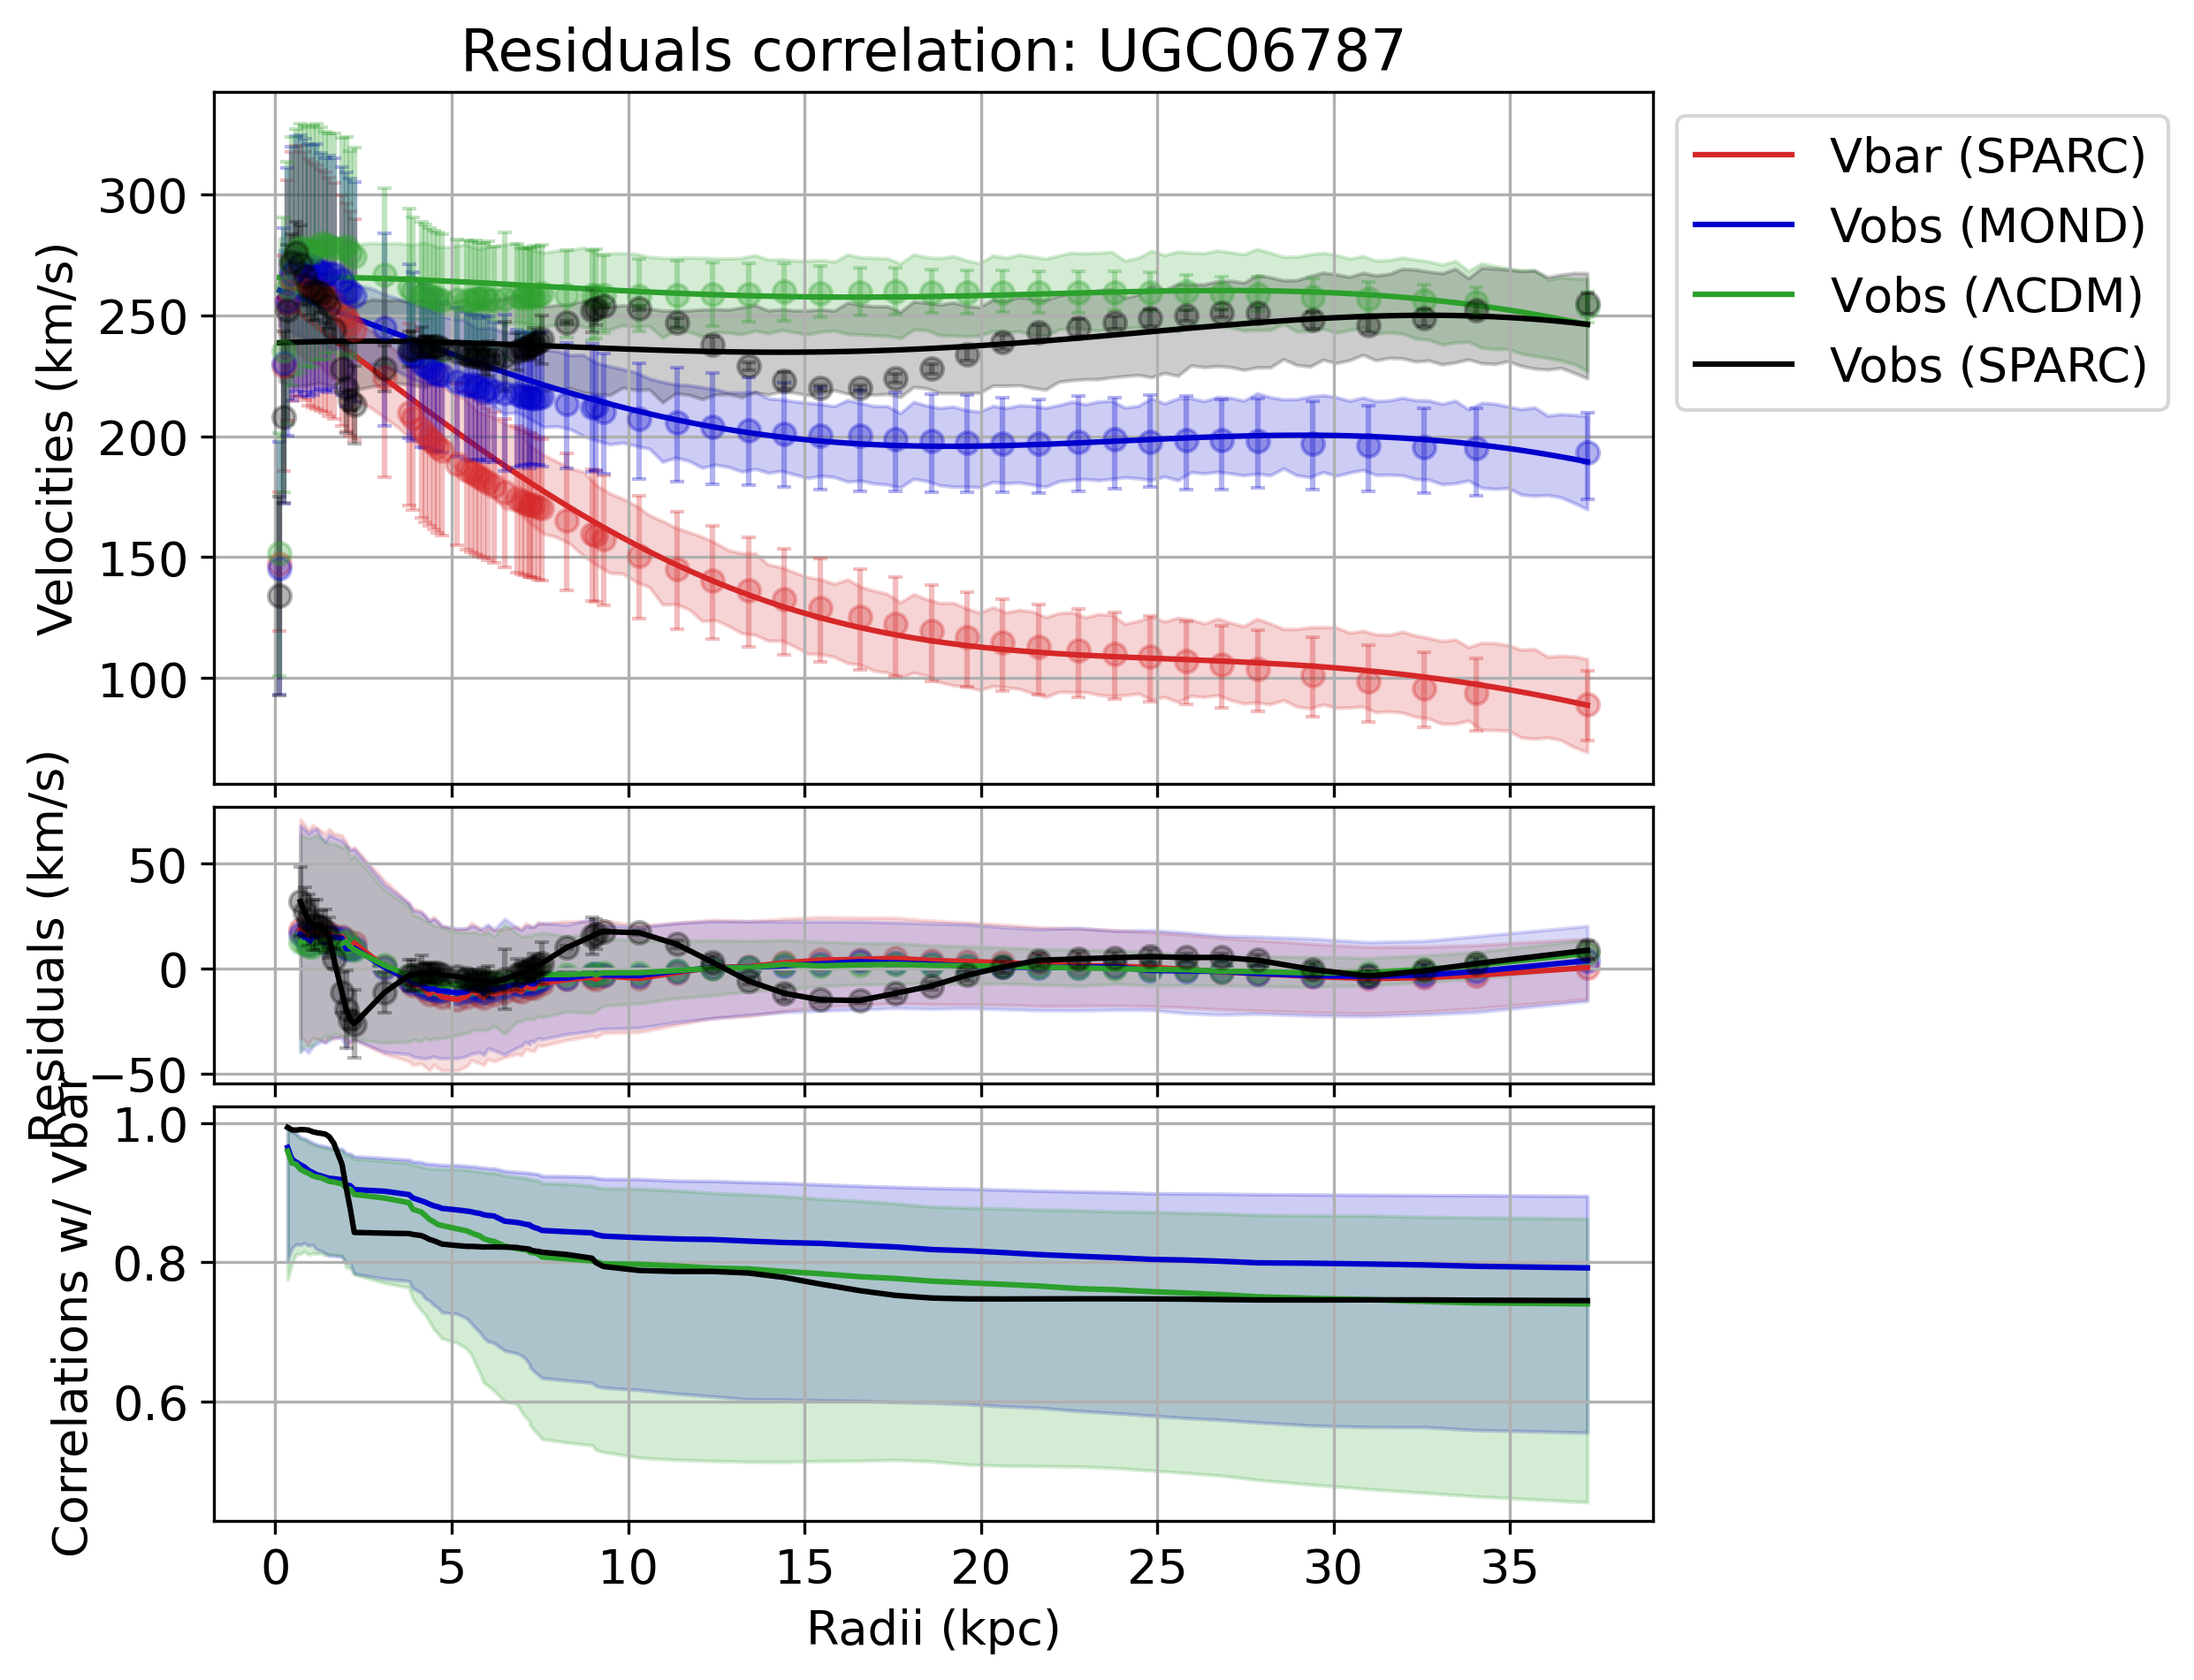 Residuals correlation: UGC06787
Velocities (km/s)
300
250
200
150
100
Vbar (SPARC)
Vobs (MOND)
Vobs (ΛCDM)
Vobs (SPARC)
Residuals (km/s)
50
0
−50
Correlations w/ Vbar
1.0
0.8
0.6
0 5 10 15 20 25 30 35
Radii (kpc)